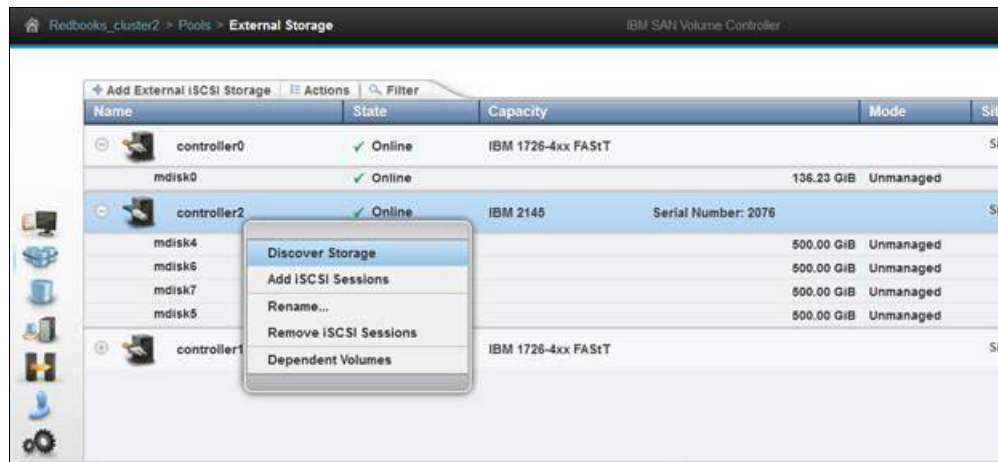 Redbooks_cluster2 > Pools > External Storage IBM SAN Volume Controller
Add External iSCSI Storage Actions Filter
Name State Capacity Mode
controller0 Online IBM 1726-4xx FAStT
mdisk0 Online 136.23 GiB Unmanaged
controller2 Online IBM 2145 Serial Number: 2076
mdisk4 500.00 GiB Unmanaged
mdisk6 500.00 GiB Unmanaged
mdisk7 500.00 GiB Unmanaged
mdisk5 500.00 GiB Unmanaged
controller1 IBM 1726-4xx FAStT
Discover Storage
Add iSCSI Sessions
Rename...
Remove iSCSI Sessions
Dependent Volumes